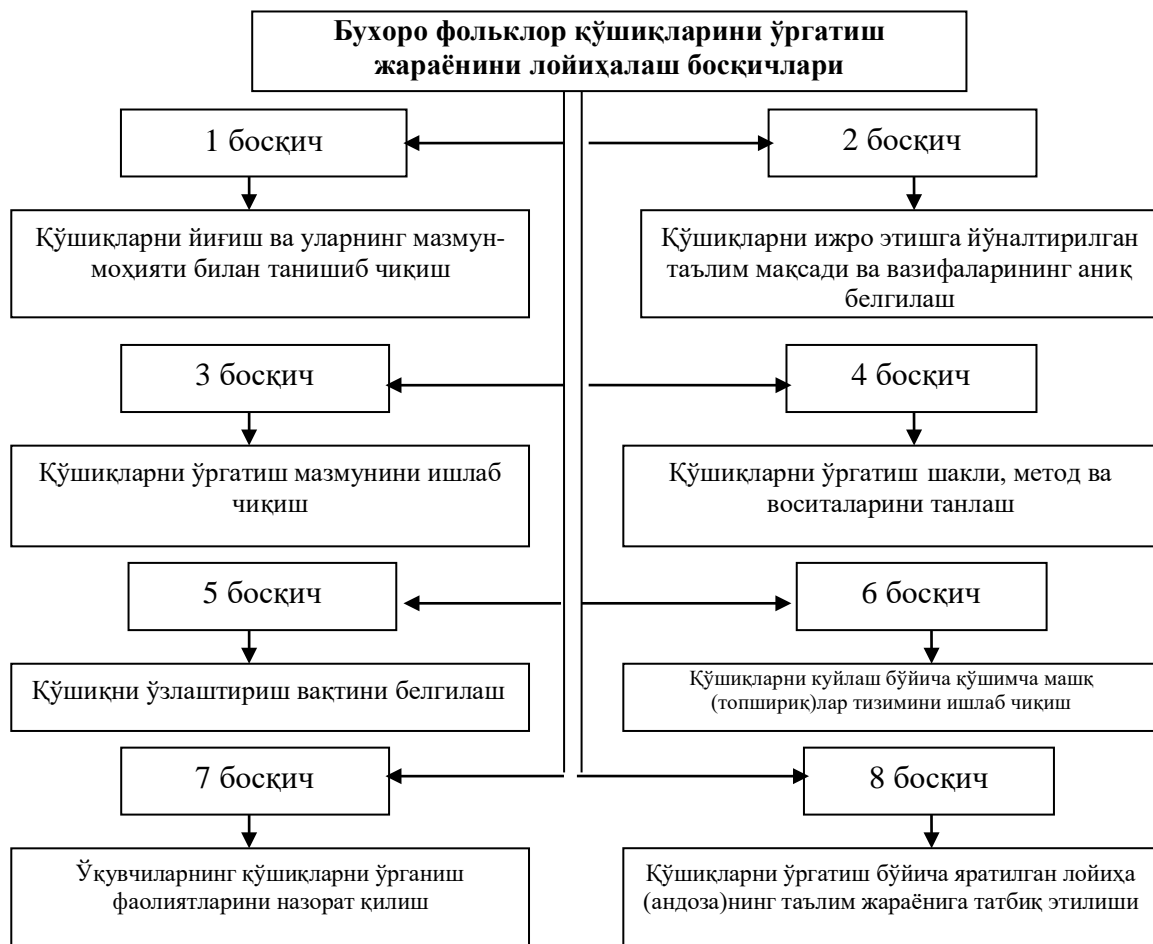 Бухоро фольклор қўшиқларини ўргатиш
жараёнини лойиҳалаш босқичлари
1 босқич
2 босқич
Қўшиқларни йиғиш ва уларнинг мазмун-
моҳияти билан танишиб чиқиш
Қўшиқларни ижро этишга йўналтирилган
таълим мақсади ва вазифаларининг аниқ
белгилаш
3 босқич
4 босқич
Қўшиқларни ўргатиш мазмунини ишлаб
чиқиш
Қўшиқларни ўргатиш шакли, метод ва
воситаларини танлаш
5 босқич
6 босқич
Қўшиқни ўзлаштириш вақтини белгилаш
Қўшиқларни куйлаш бўйича қўшимча машқ
(топшириқ)лар тизимини ишлаб чиқиш
7 босқич
8 босқич
Ўқувчиларнинг қўшиқларни ўрганиш
фаолиятларини назорат қилиш
Қўшиқларни ўргатиш бўйича яратилган лойиҳа
(андоза)нинг таълим жараёнига татбиқ этилиши